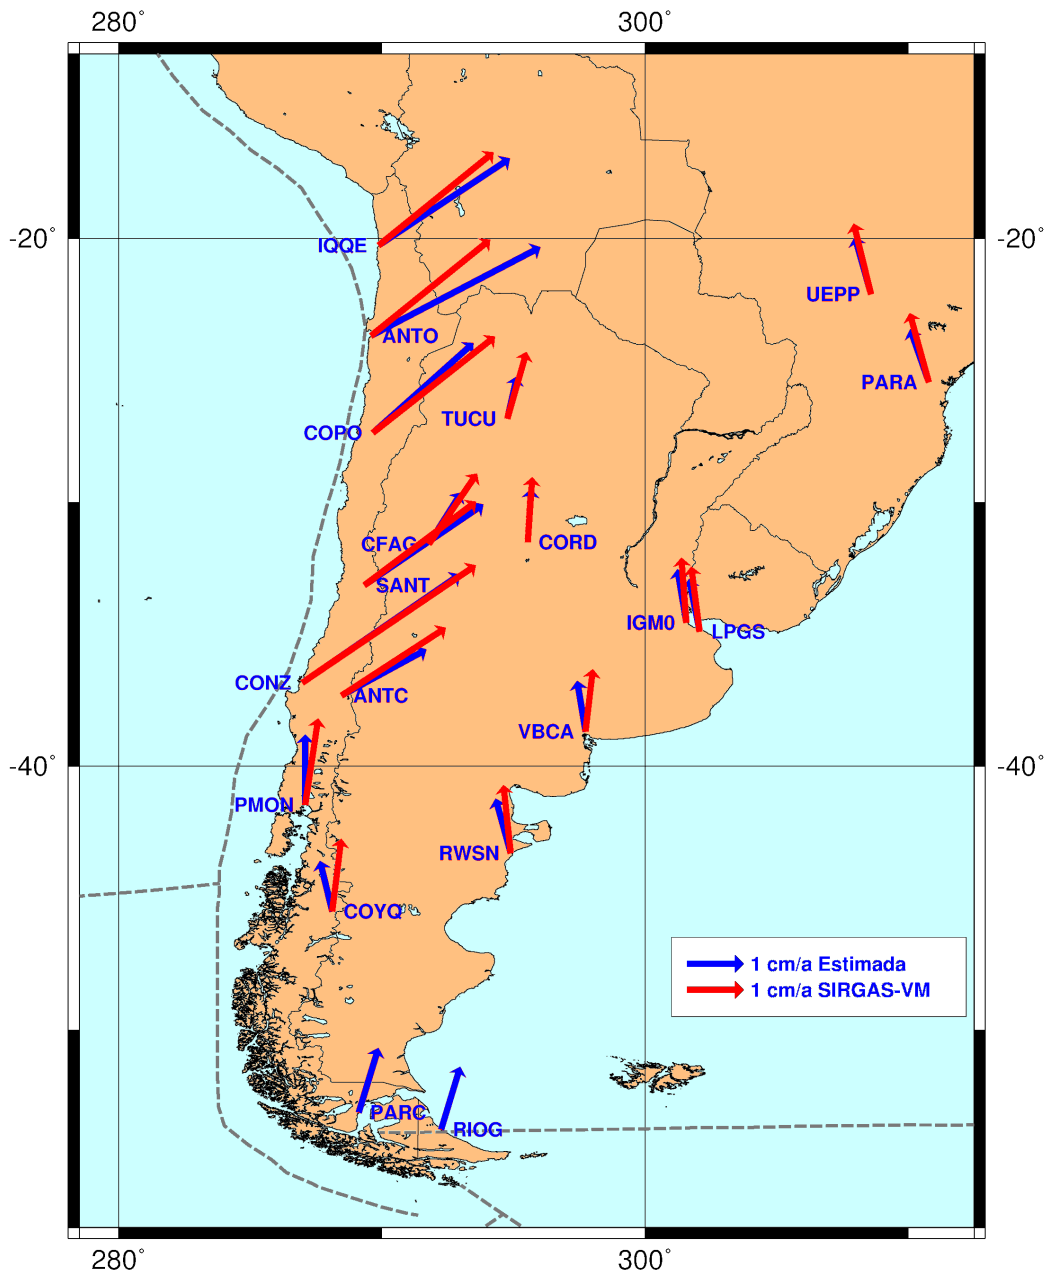 280° 300°
-20° -20°
IQQE
UEPP
ANTO
PARA
TUCU
COPO
CFAG
CORD
SANT
IGM0
LPGS
CONZ
ANTC
VBCA
-40° -40°
PMON
RWSN
COYQ
1 cm/a Estimada
1 cm/a SIRGAS-VM
PARC
RIOG
280° 300°